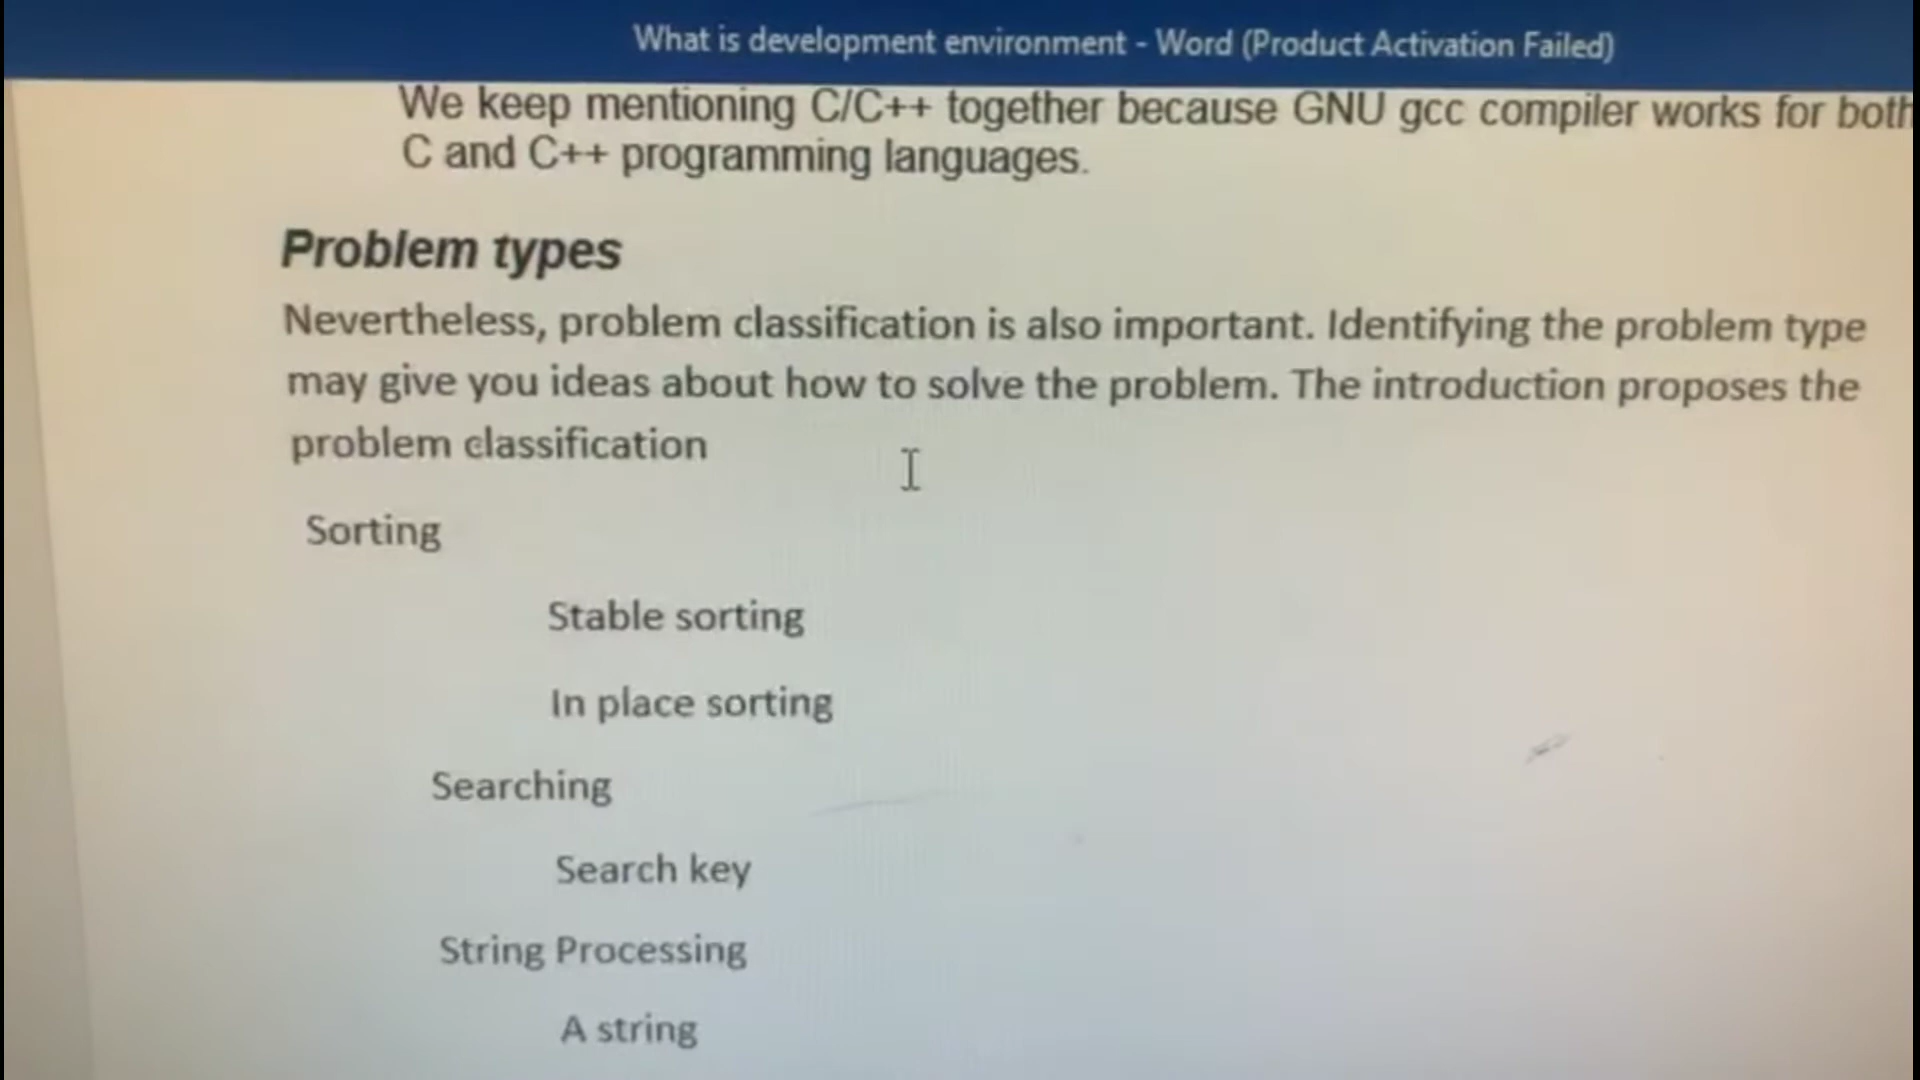 What is development environment - Word (Product Activation Failed)
We keep mentioning C/C++ together because GNU gcc compiler works for both
C and C++ programming languages.
Problem types
Nevertheless, problem classification is also important. Identifying the problem type
may give you ideas about how to solve the problem. The introduction proposes the
problem classification
Sorting
Stable sorting
In place sorting
Searching
Search key
String Processing
A string